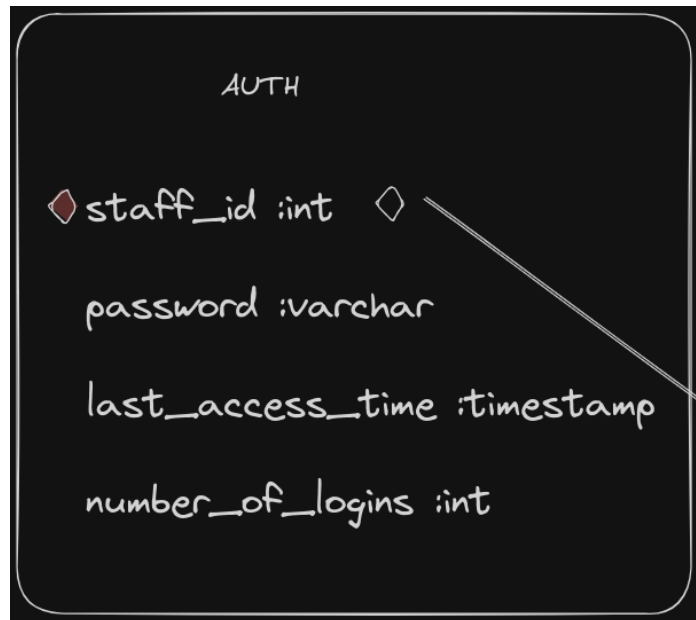 AUTH
staff_id :int
password :varchar
last_access_time :timestamp
number_of_logins :int